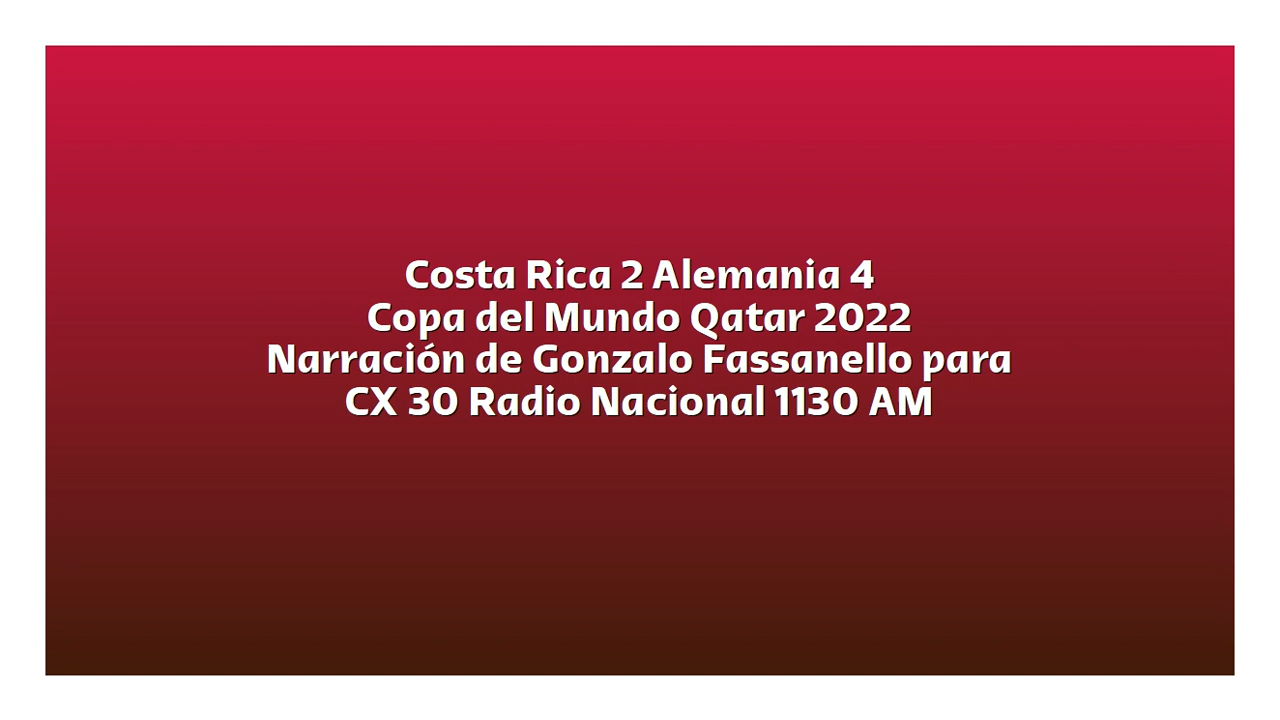 Costa Rica 2 Alemania 4
Copa del Mundo Qatar 2022
Narración de Gonzalo Fassanello para
CX 30 Radio Nacional 1130 AM